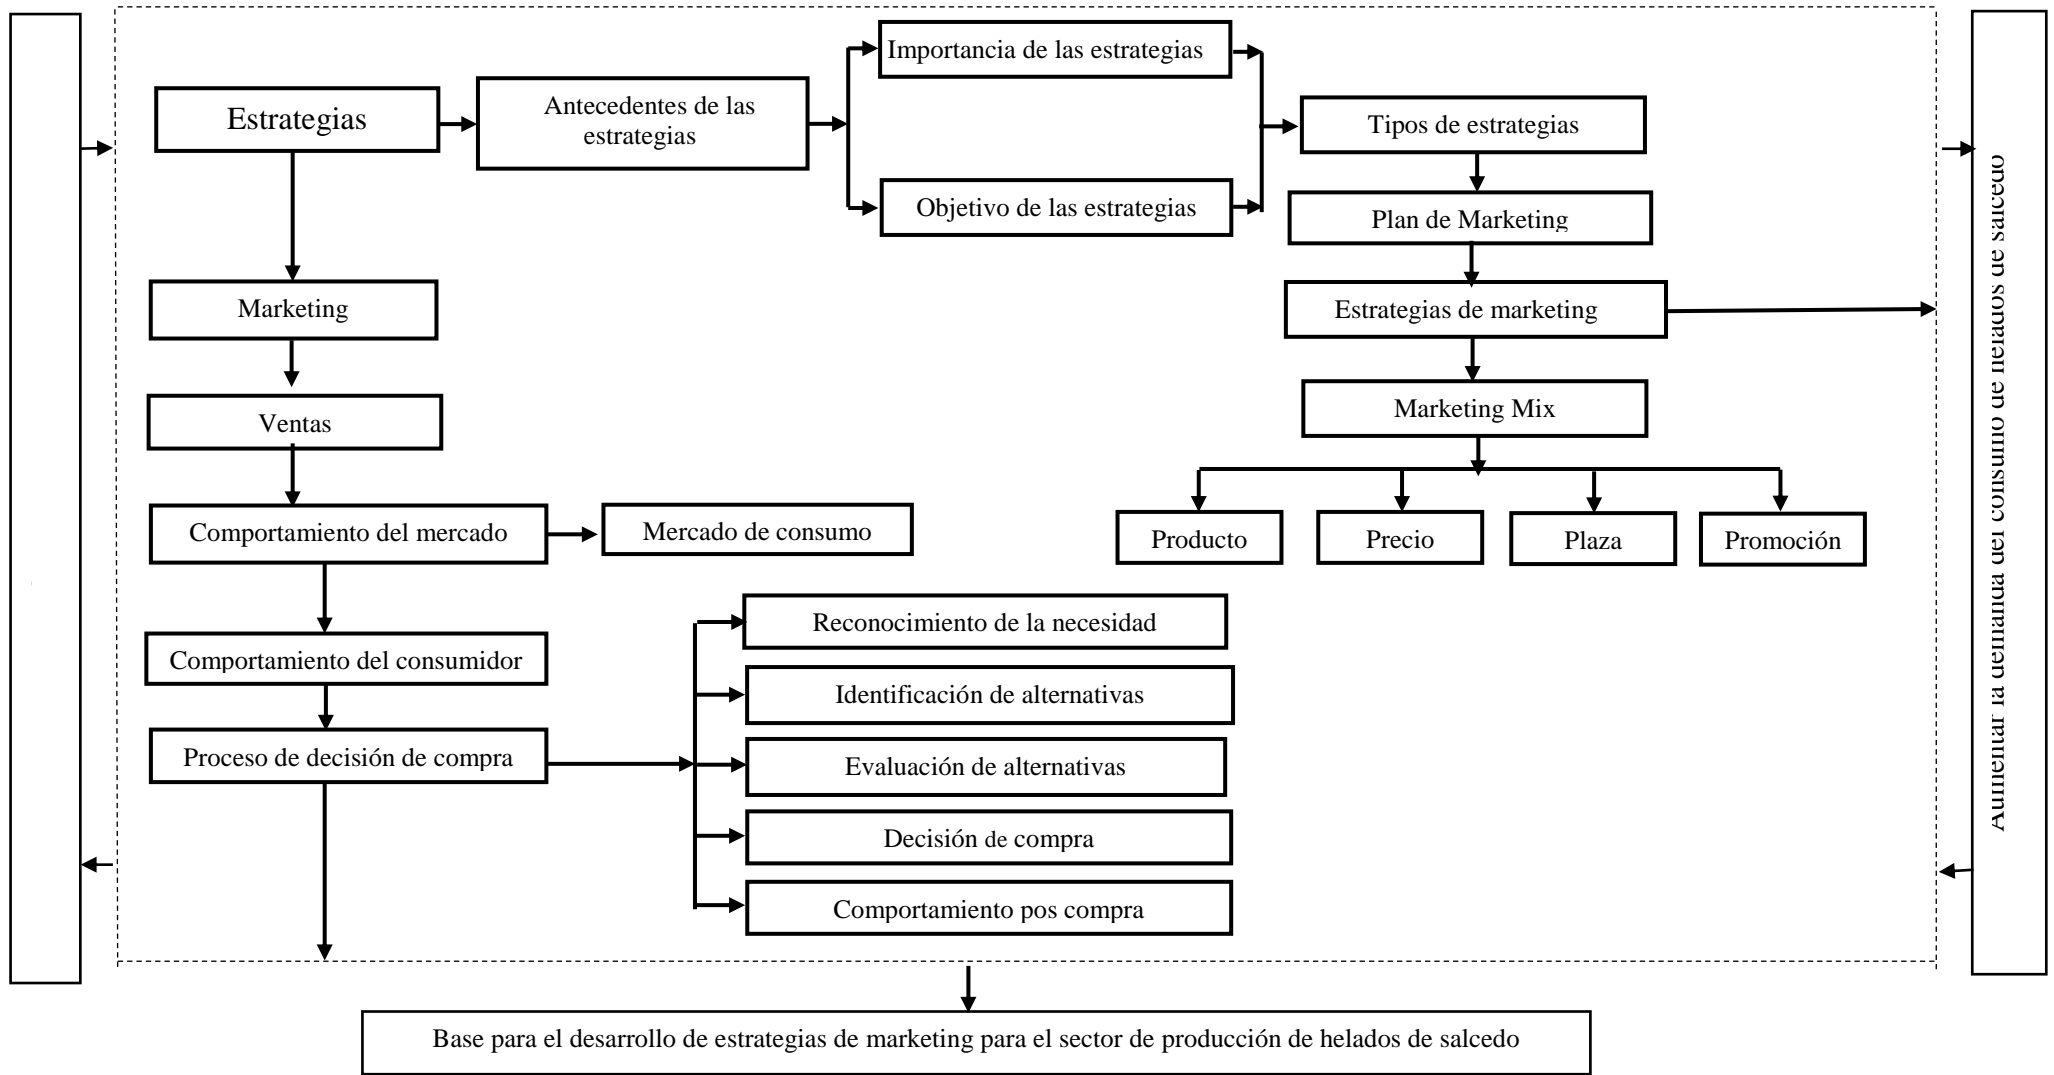 Importancia de las estrategias
Estrategias
Antecedentes de las
estrategias
Tipos de estrategias
Objetivo de las estrategias
Plan de Marketing
Marketing
Estrategias de marketing
Ventas
Marketing Mix
Comportamiento del mercado
Mercado de consumo
Producto
Precio
Plaza
Promoción
Reconocimiento de la necesidad
Comportamiento del consumidor
Identificación de alternativas
Proceso de decisión de compra
Evaluación de alternativas
Decisión de compra
Comportamiento pos compra
Aumentar la demanda del consumo de helados de salcedo
Base para el desarrollo de estrategias de marketing para el sector de producción de helados de salcedo